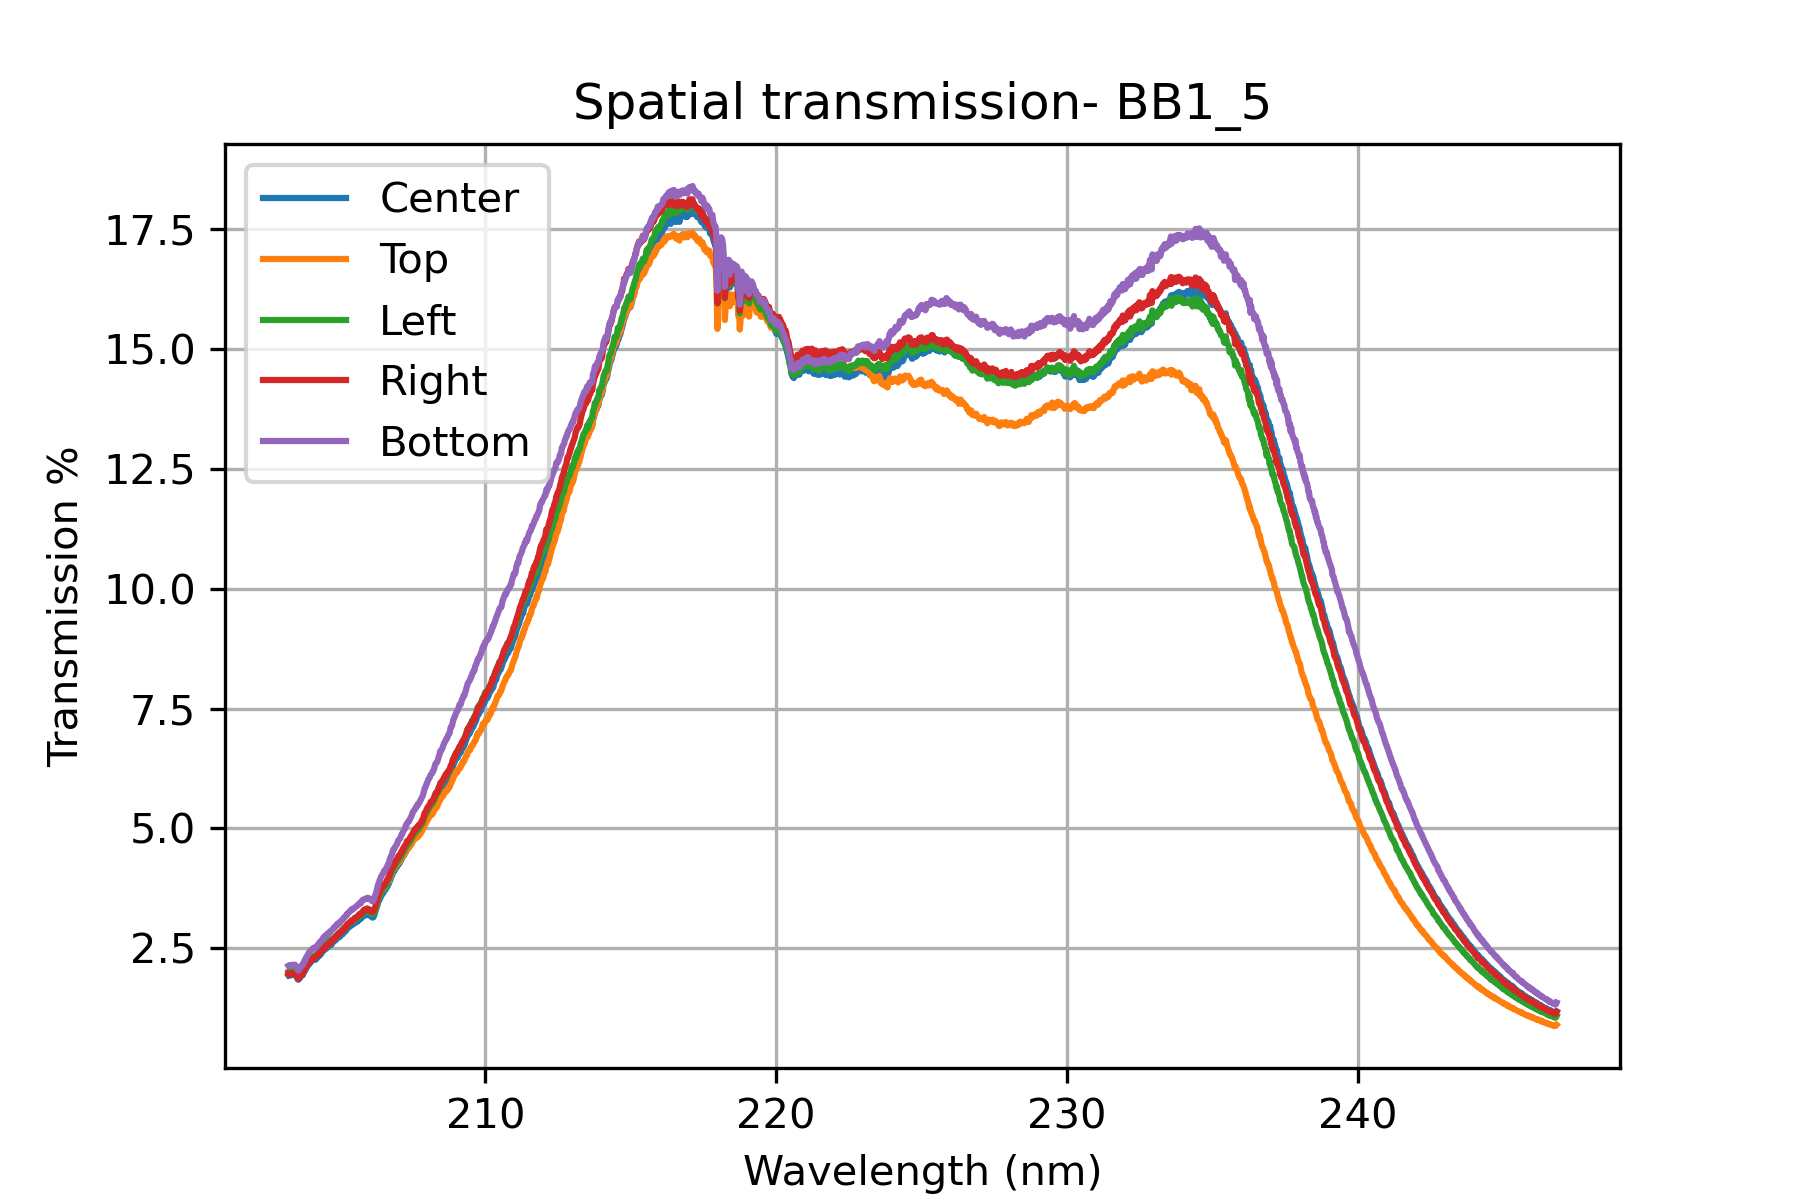 Spatial transmission- BB1_5
Center
Top
Left
Right
Bottom
17.5
15.0
12.5
10.0
7.5
5.0
2.5
Transmission %
210 220 230 240
Wavelength (nm)